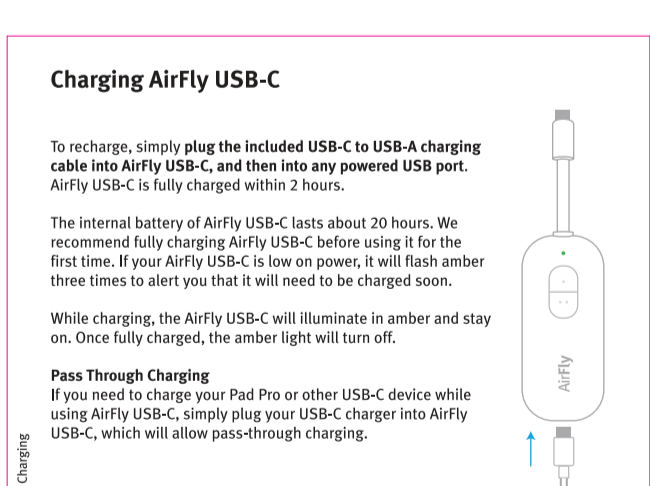 Charging AirFly USB-C
To recharge, simply plug the included USB-C to USB-A charging
cable into AirFly USB-C, and then into any powered USB port.
AirFly USB-C is fully charged within 2 hours.
The internal battery of AirFly USB-C lasts about 20 hours. We
recommend fully charging AirFly USB-C before using it for the
first time. If your AirFly USB-C is low on power, it will flash amber
three times to alert you that it will need to be charged soon.
While charging, the AirFly USB-C will illuminate in amber and stay
on. Once fully charged, the amber light will turn off.
Pass Through Charging
If you need to charge your Pad Pro or other USB-C device while
using AirFly USB-C, simply plug your USB-C charger into AirFly
USB-C, which will allow pass-through charging.
AirFly
Charging